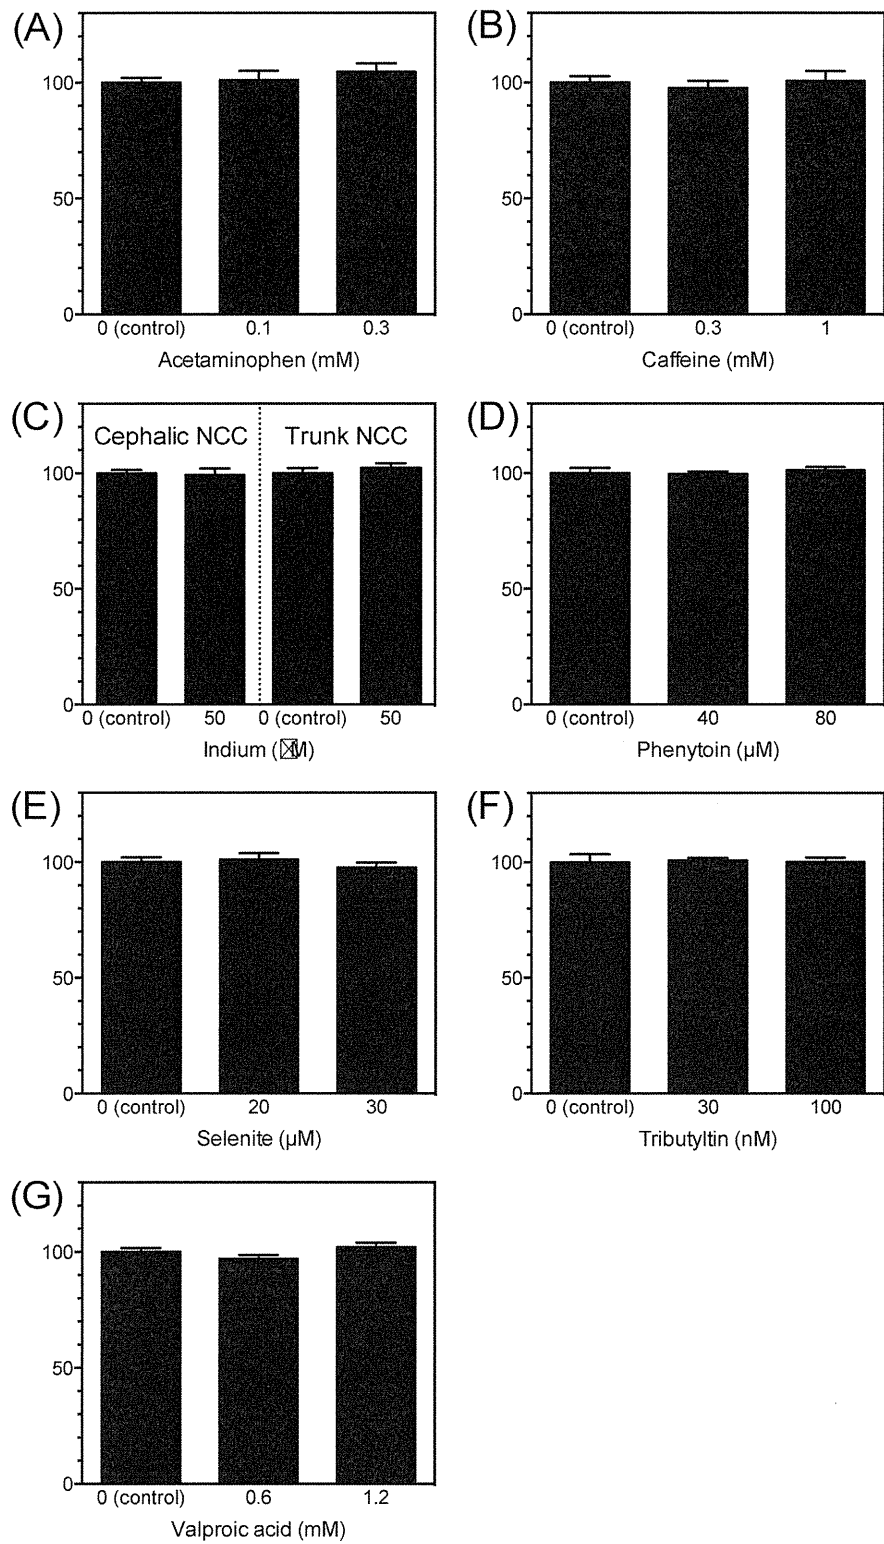 (A)
100
50
0
0 (control) 0.1 0.3
Acetaminophen (mM)
(B)
100
50
0
0 (control) 0.3 1
Caffeine (mM)
(C)
Cephalic NCC Trunk NCC
100
50
0
0 (control) 50 0 (control) 50
Indium (☒M)
(D)
100
50
0
0 (control) 40 80
Phenytoin (µM)
(E)
100
50
0
0 (control) 20 30
Selenite (µM)
(F)
100
50
0
0 (control) 30 100
Tributyltin (nM)
(G)
100
50
0
0 (control) 0.6 1.2
Valproic acid (mM)